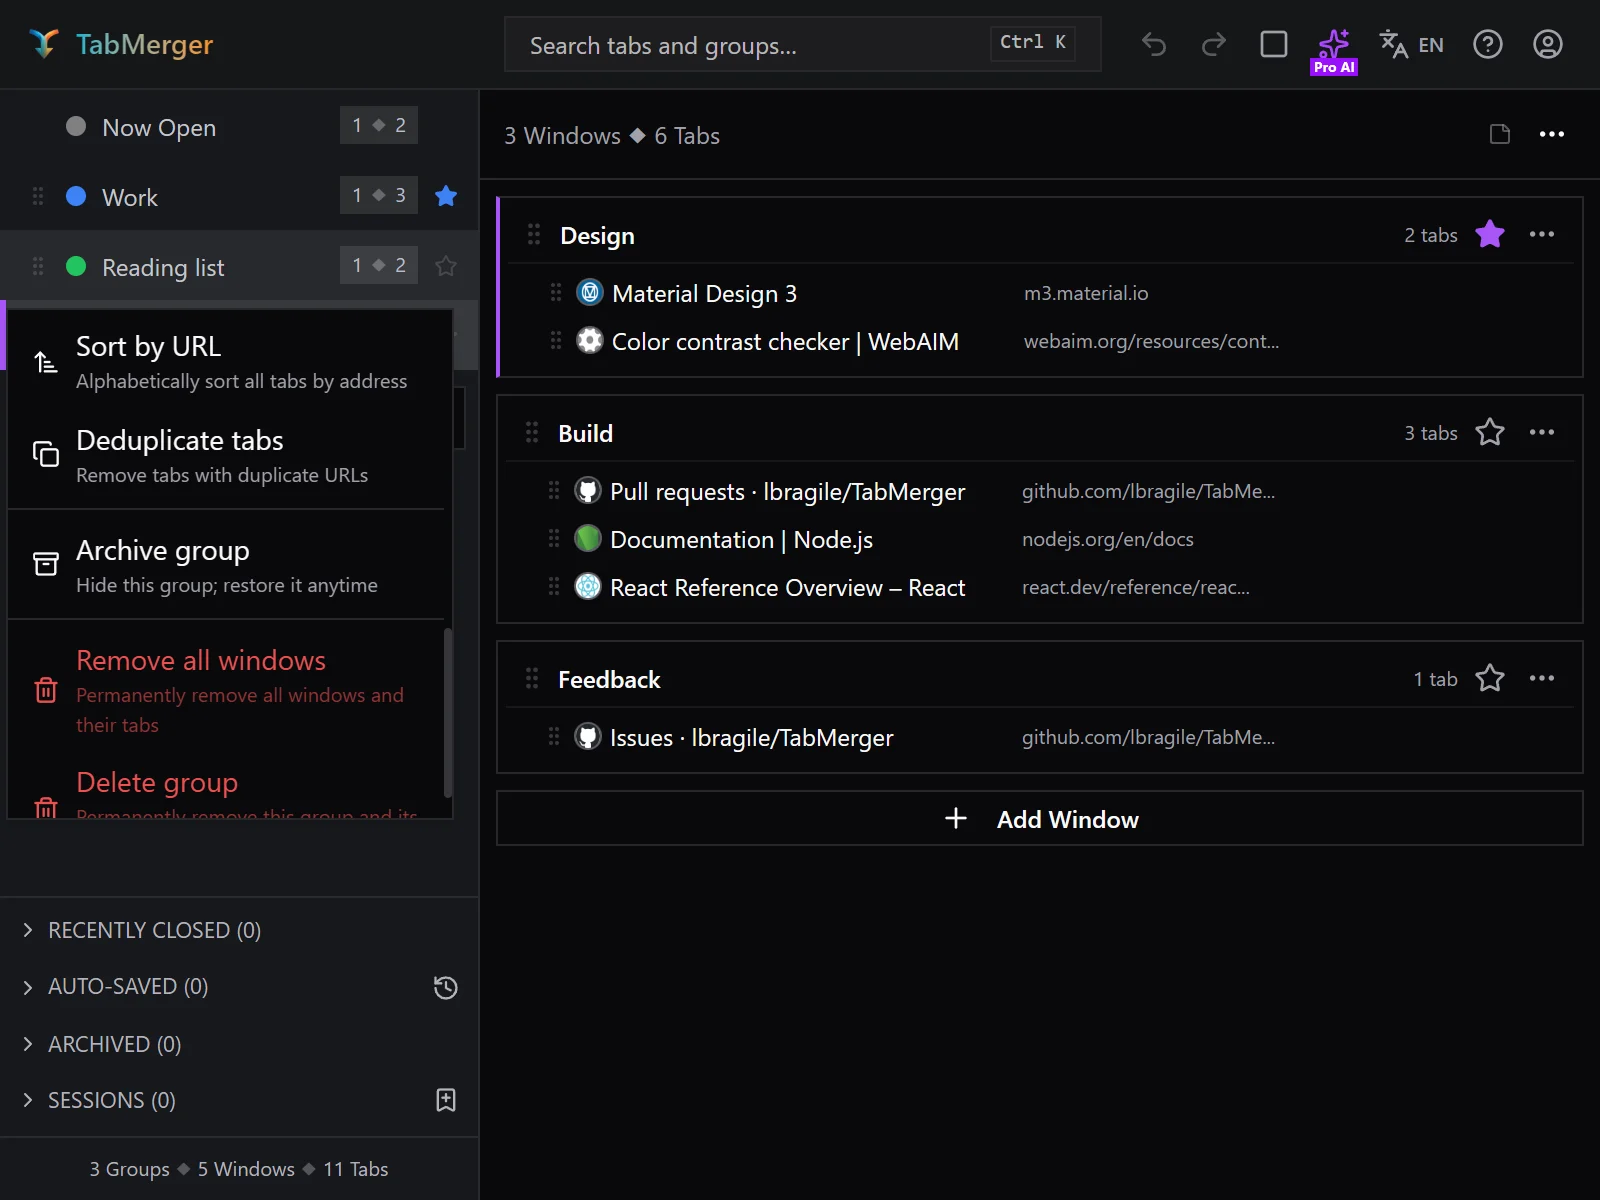 TabMerger
Search tabs and groups...
Ctrl K
Pro AI
EN
Now Open
1 ◆ 2
Work
1 ◆ 3
Reading list
1 ◆ 2
Sort by URL
Alphabetically sort all tabs by address
Deduplicate tabs
Remove tabs with duplicate URLs
Archive group
Hide this group; restore it anytime
Remove all windows
Permanently remove all windows and
their tabs
Delete group
Permanently remove this group and its
RECENTLY CLOSED (0)
AUTO-SAVED (0)
ARCHIVED (0)
SESSIONS (0)
3 Groups ◆ 5 Windows ◆ 11 Tabs
3 Windows ◆ 6 Tabs
Design
2 tabs
Material Design 3
m3.material.io
Color contrast checker | WebAIM
webaim.org/resources/cont...
Build
3 tabs
Pull requests · lbragile/TabMerger
github.com/lbragile/TabMe...
Documentation | Node.js
nodejs.org/en/docs
React Reference Overview – React
react.dev/reference/reac...
Feedback
1 tab
Issues · lbragile/TabMerger
github.com/lbragile/TabMe...
Add Window